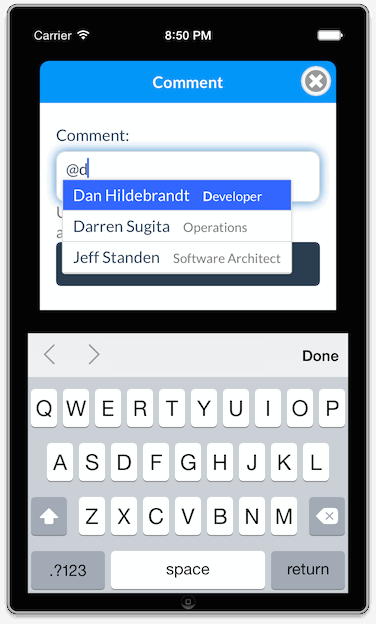 Carrier 8:50 PM
Comment
Comment:
@d
Dan Hildebrandt Developer
Darren Sugita Operations
Jeff Standen Software Architect
Done
Q W E R T Y U I O P
A S D F G H J K L
Z X C V B N M
.?123 space return